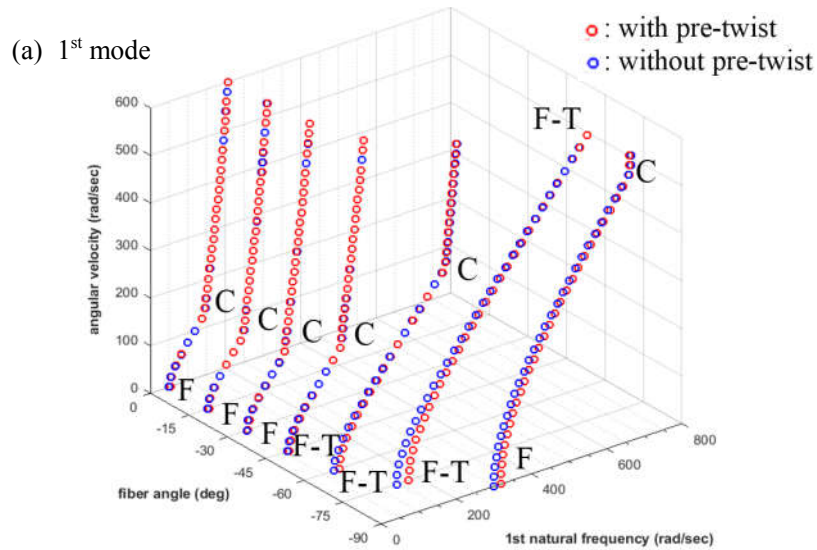 (a) 1st mode
: with pre-twist
: without pre-twist
600
500
400
300
200
100
0
angular velocity (rad/sec)
0
-15
-30
-45
-60
-75
-90
fiber angle (deg)
0
200
400
600
800
1st natural frequency (rad/sec)
F-T
C
C
C
C
C
C
F
F
F
F-T
F-T
F-T
F